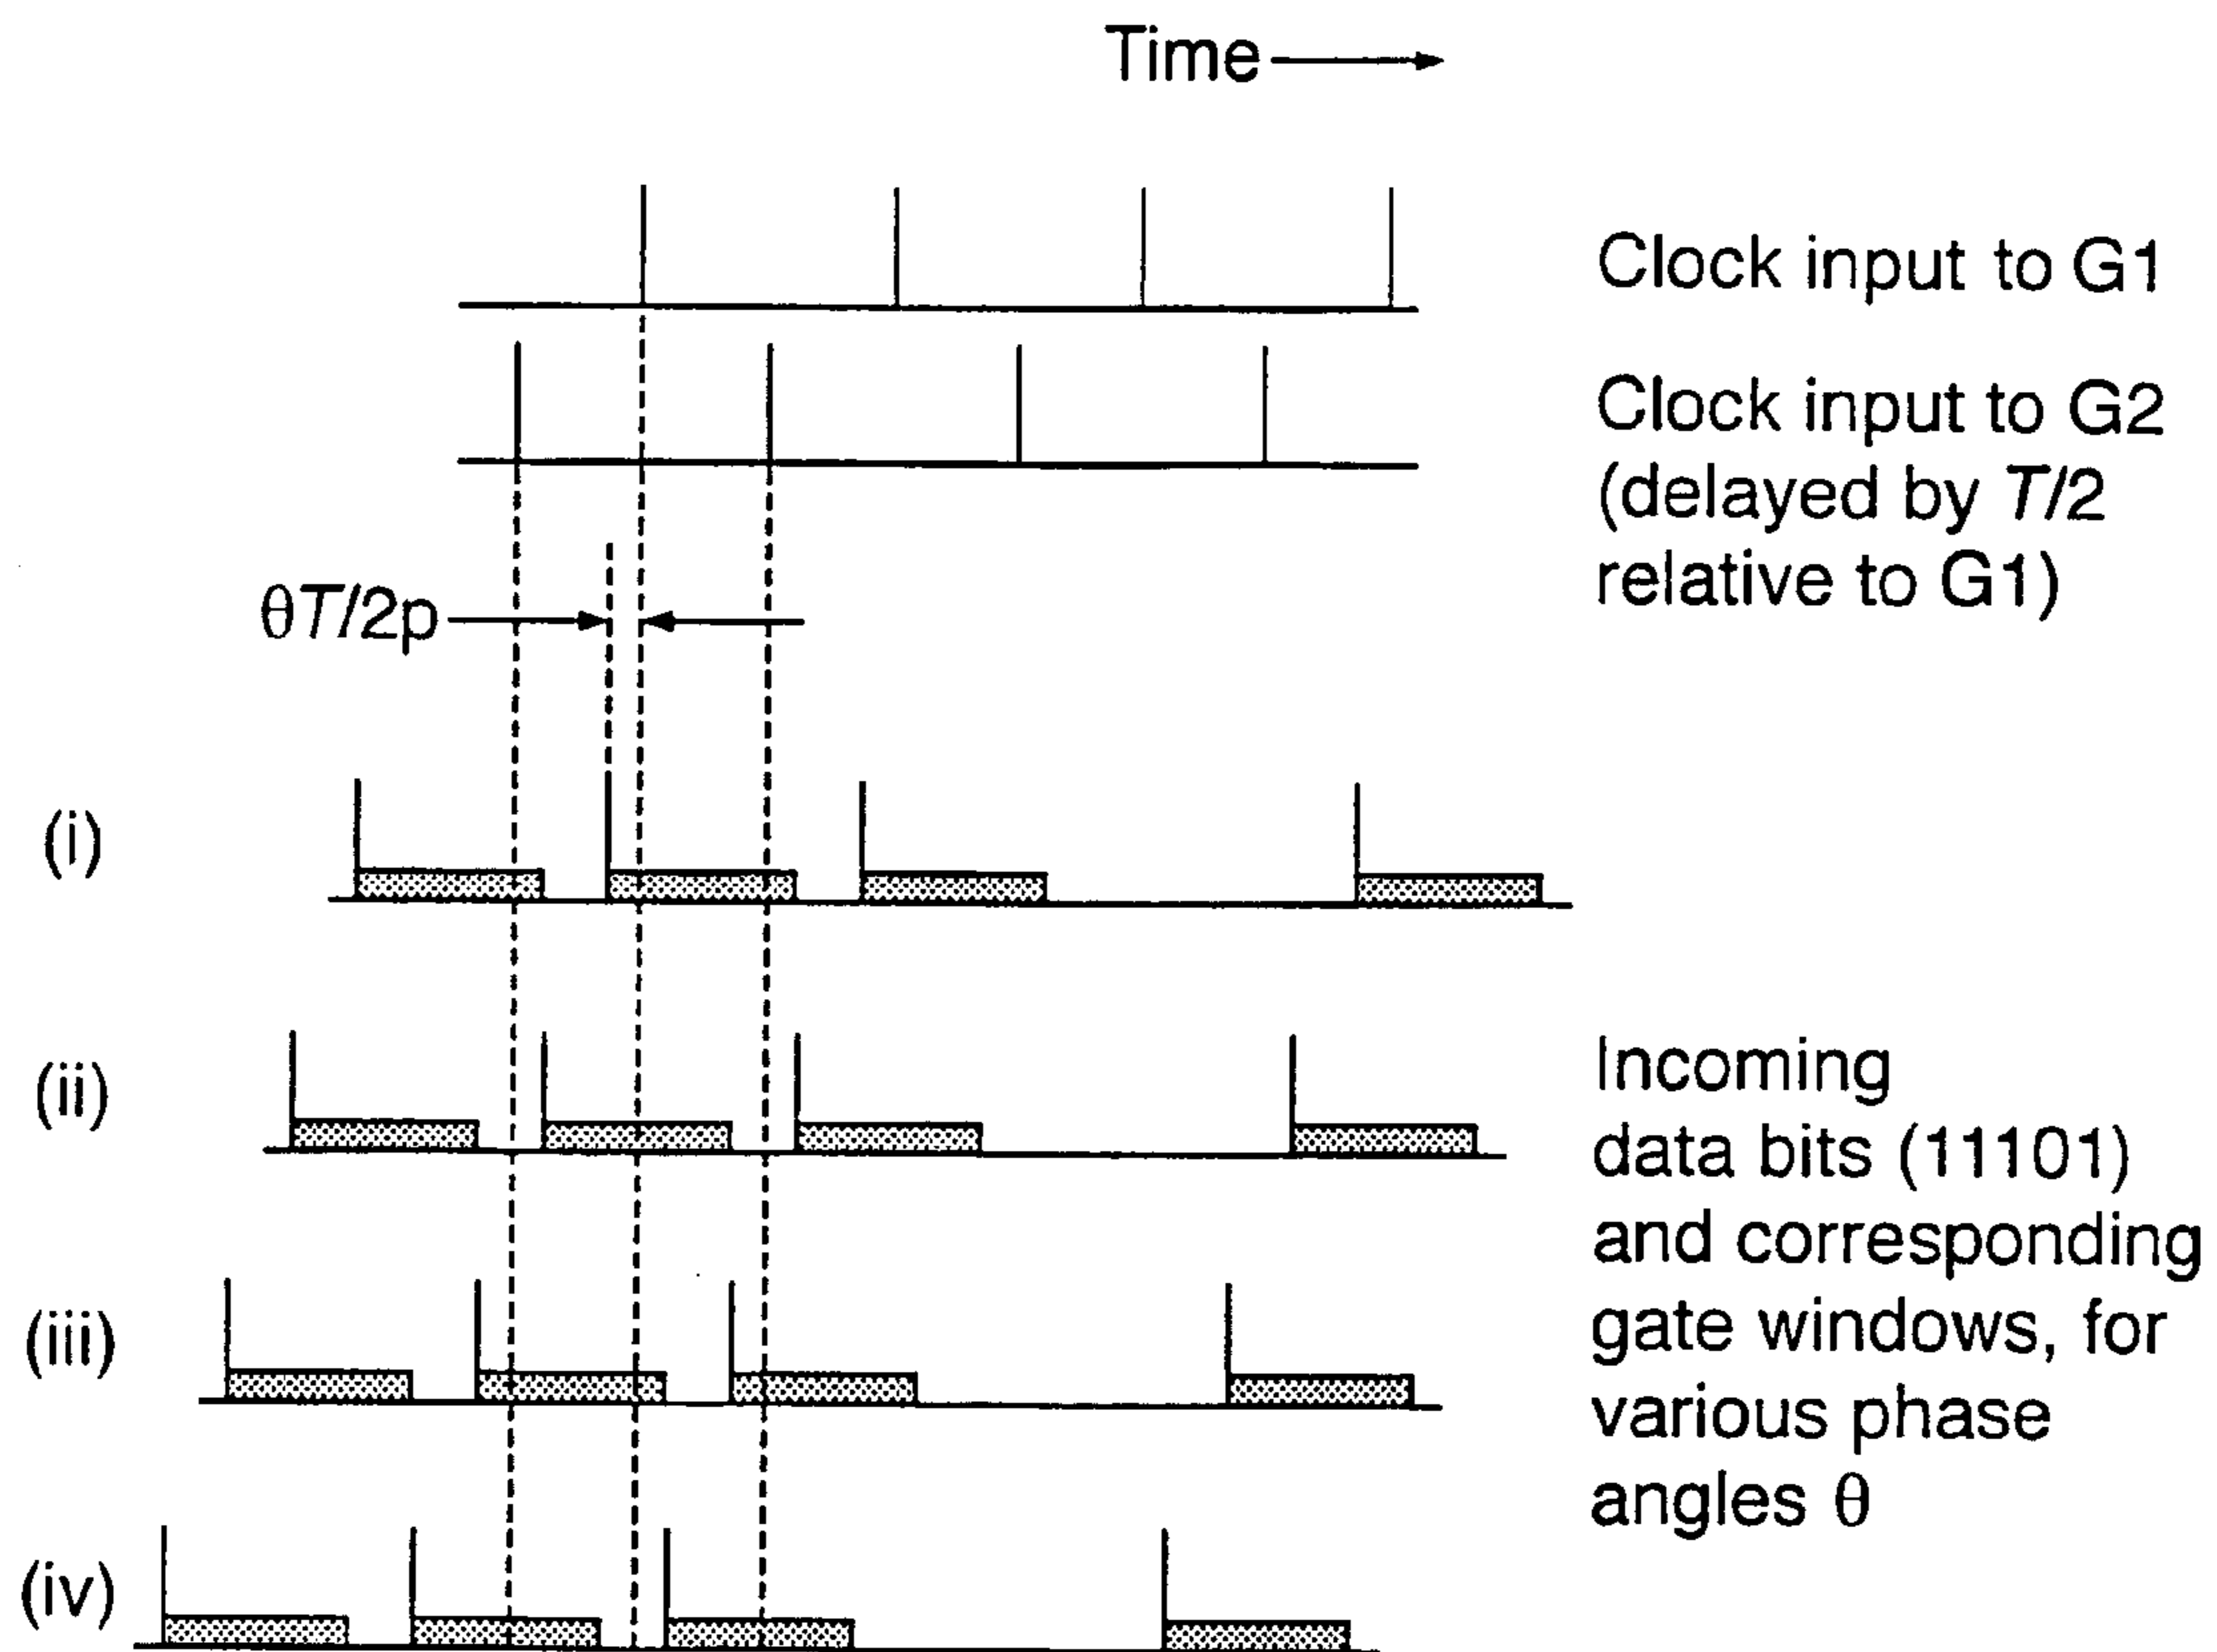 Time
Clock input to G1
Clock input to G2
(delayed by T/2
relative to G1)
θT/2p
(i)
(ii)
(iii)
(iv)
Incoming
data bits (11101)
and corresponding
gate windows, for
various phase
angles θ